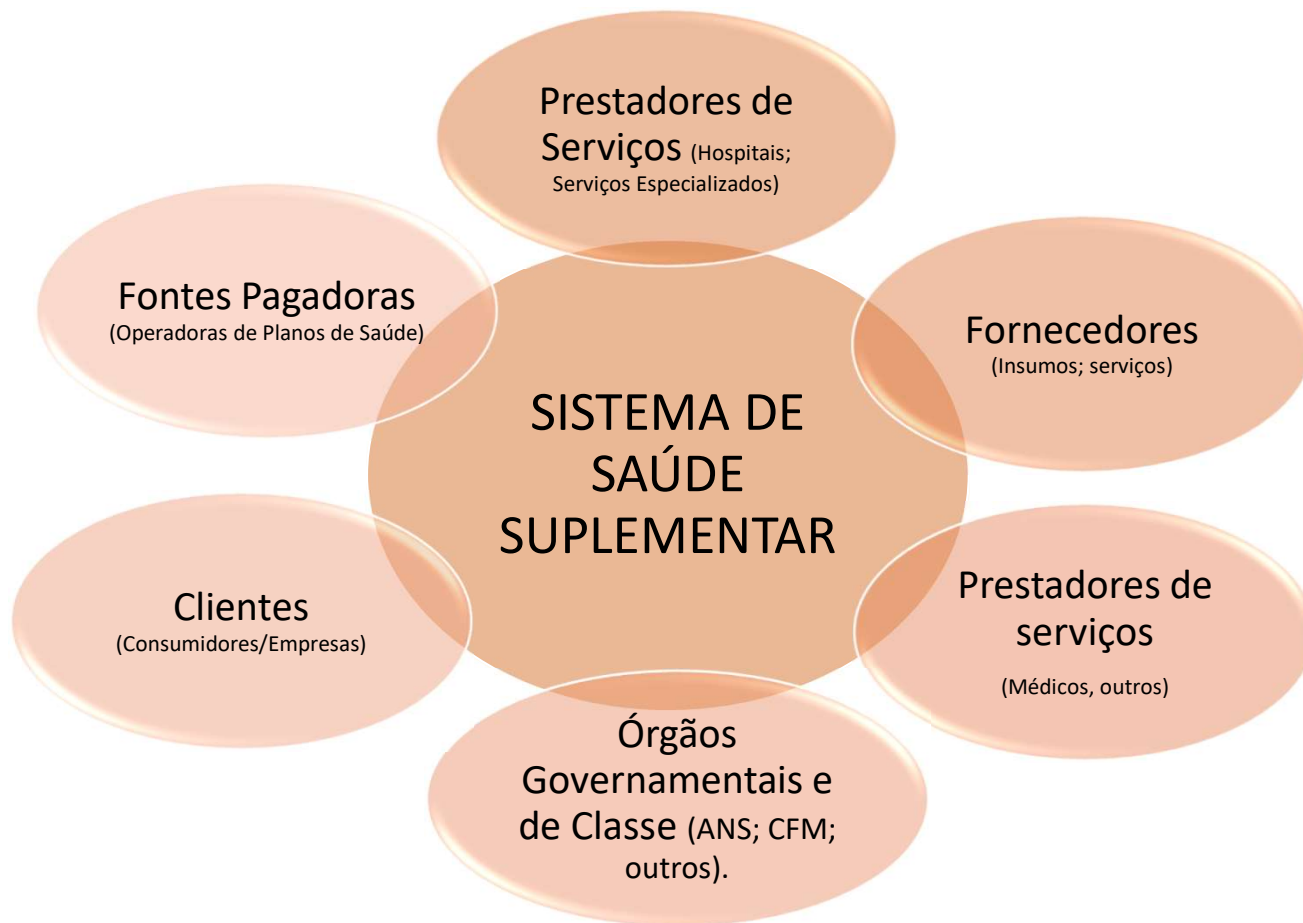 Prestadores de
Serviços (Hospitais;
Serviços Especializados)
Fontes Pagadoras
(Operadoras de Planos de Saúde)
Fornecedores
(Insumos; serviços)
SISTEMA DE
SAÚDE
SUPLEMENTAR
Clientes
(Consumidores/Empresas)
Prestadores de
serviços
(Médicos, outros)
Órgãos
Governamentais e
de Classe (ANS; CFM;
outros).